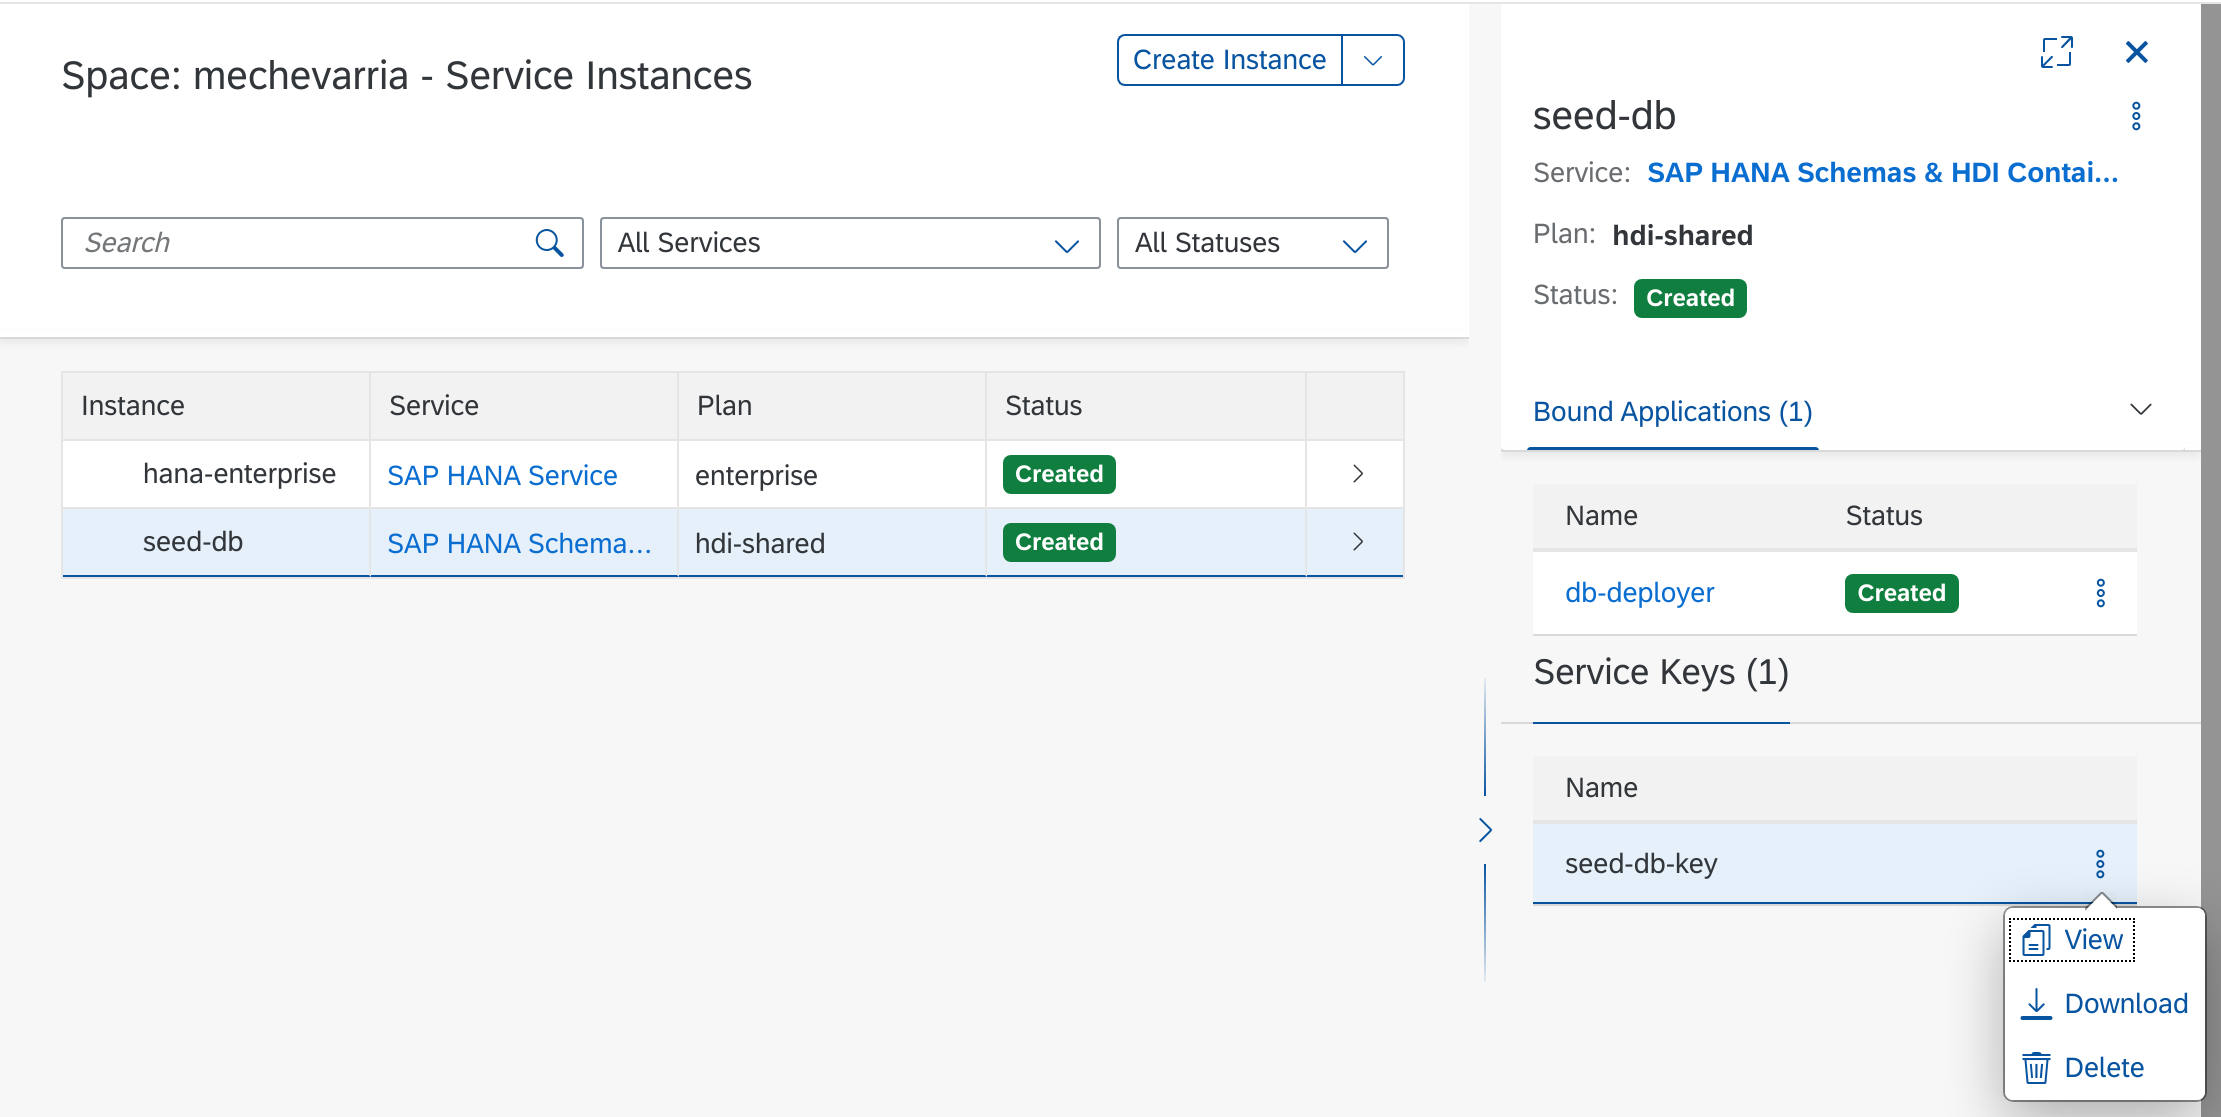 Space: mechevarria - Service Instances
Create Instance
Search
All Services
All Statuses
Instance Service Plan Status
hana-enterprise SAP HANA Service enterprise Created
seed-db SAP HANA Schema... hdi-shared Created
seed-db
Service: SAP HANA Schemas & HDI Contai...
Plan: hdi-shared
Status: Created
Bound Applications (1)
Name Status
db-deployer Created
Service Keys (1)
Name
seed-db-key
View
Download
Delete